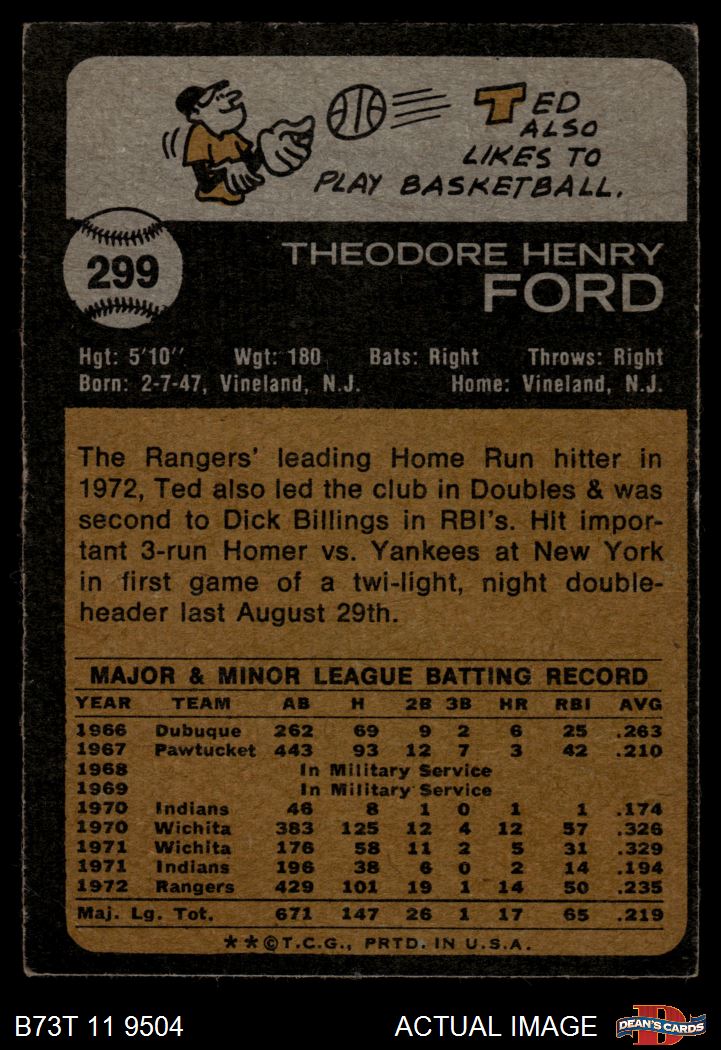 TED
ALSO
LIKES TO
PLAY BASKETBALL.
299
THEODORE HENRY
FORD
Hgt: 5'10'' Wgt: 180 Bats: Right Throws: Right
Born: 2-7-47, Vineland, N.J. Home: Vineland, N.J.
The Rangers' leading Home Run hitter in
1972, Ted also led the club in Doubles & was
second to Dick Billings in RBI's. Hit impor-
tant 3-run Homer vs. Yankees at New York
in first game of a twi-light, night double-
header last August 29th.
MAJOR & MINOR LEAGUE BATTING RECORD
YEAR TEAM AB H 2B 3B HR RBI AVG
1966 Dubuque 262 69 9 2 6 25 .263
1967 Pawtucket 443 93 12 7 3 42 .210
1968 In Military Service
1969 In Military Service
1970 Indians 46 8 1 0 1 1 .174
1970 Wichita 383 125 12 4 12 57 .326
1971 Wichita 176 58 11 2 5 31 .329
1971 Indians 196 38 6 0 2 14 .194
1972 Rangers 429 101 19 1 14 50 .235
Maj. Lg. Tot. 671 147 26 1 17 65 .219
**©T.C.G., PRTD. IN U.S.A.
B73T 11 9504 ACTUAL IMAGE DEAN'S CARDS